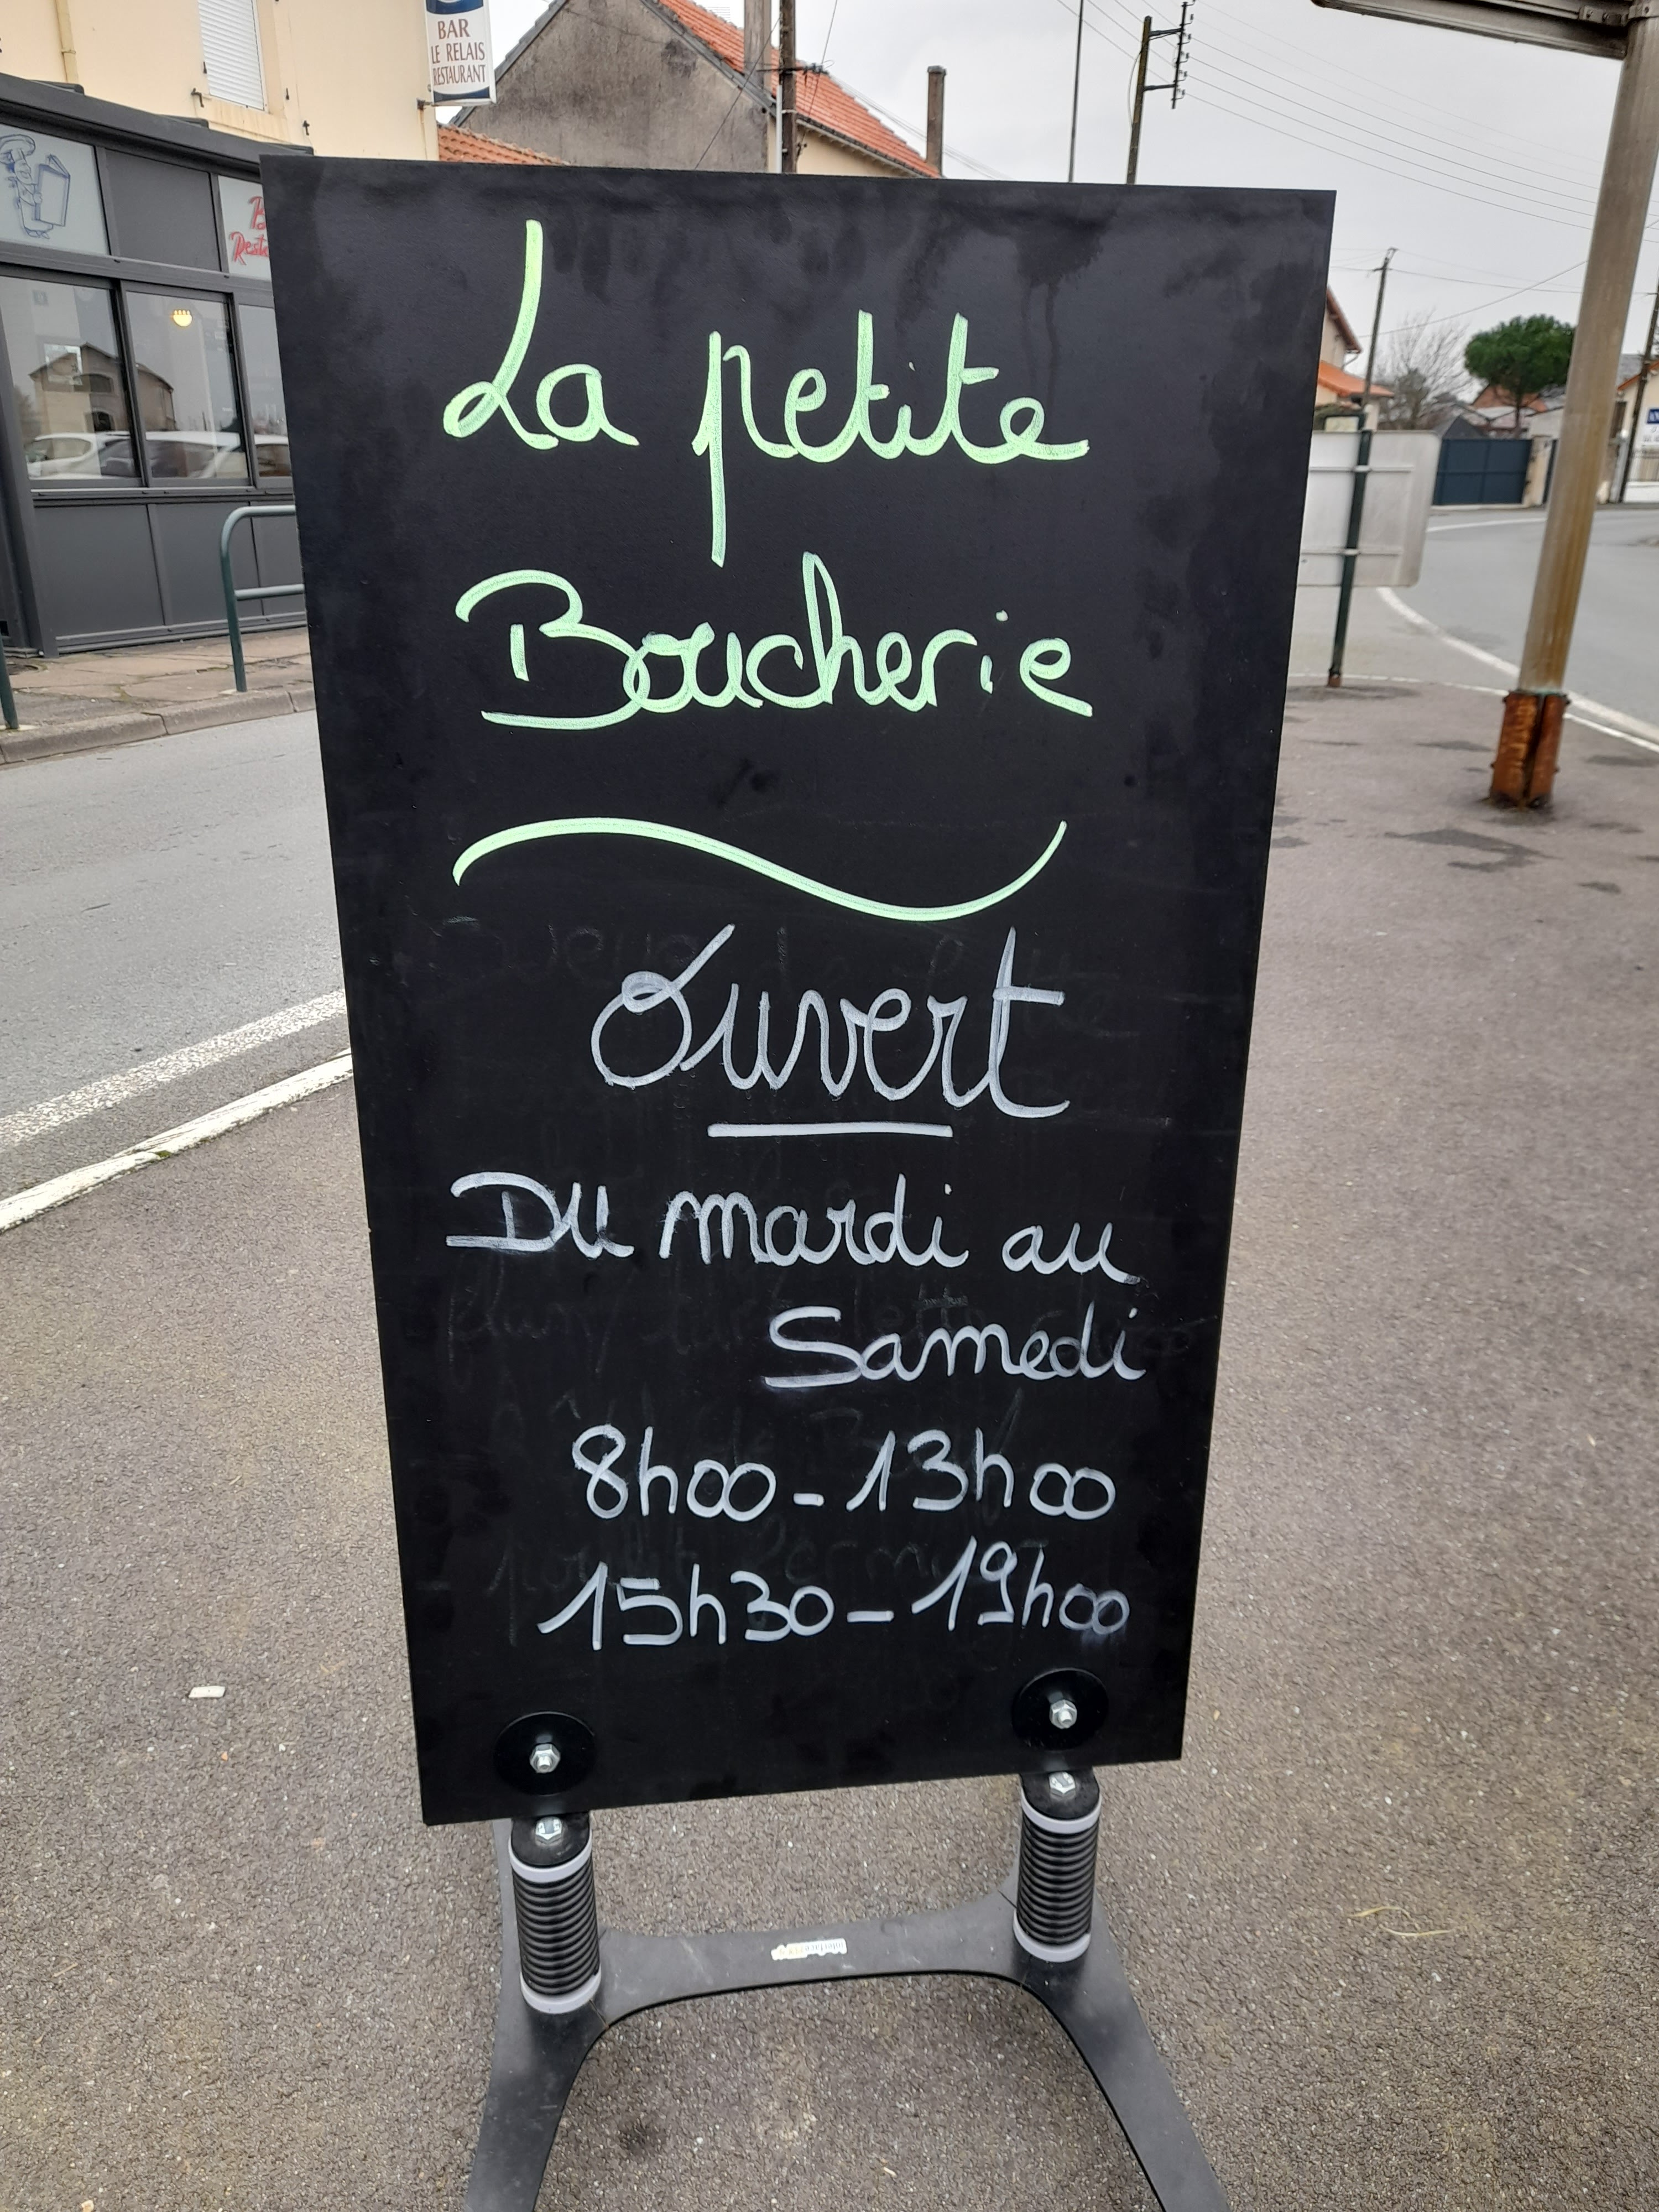 BAR
LE RELAIS
RESTAURANT
La petite
Boucherie
Ouvert
Du mardi au
Samedi
8h00 - 13h00
15h30 - 19h00